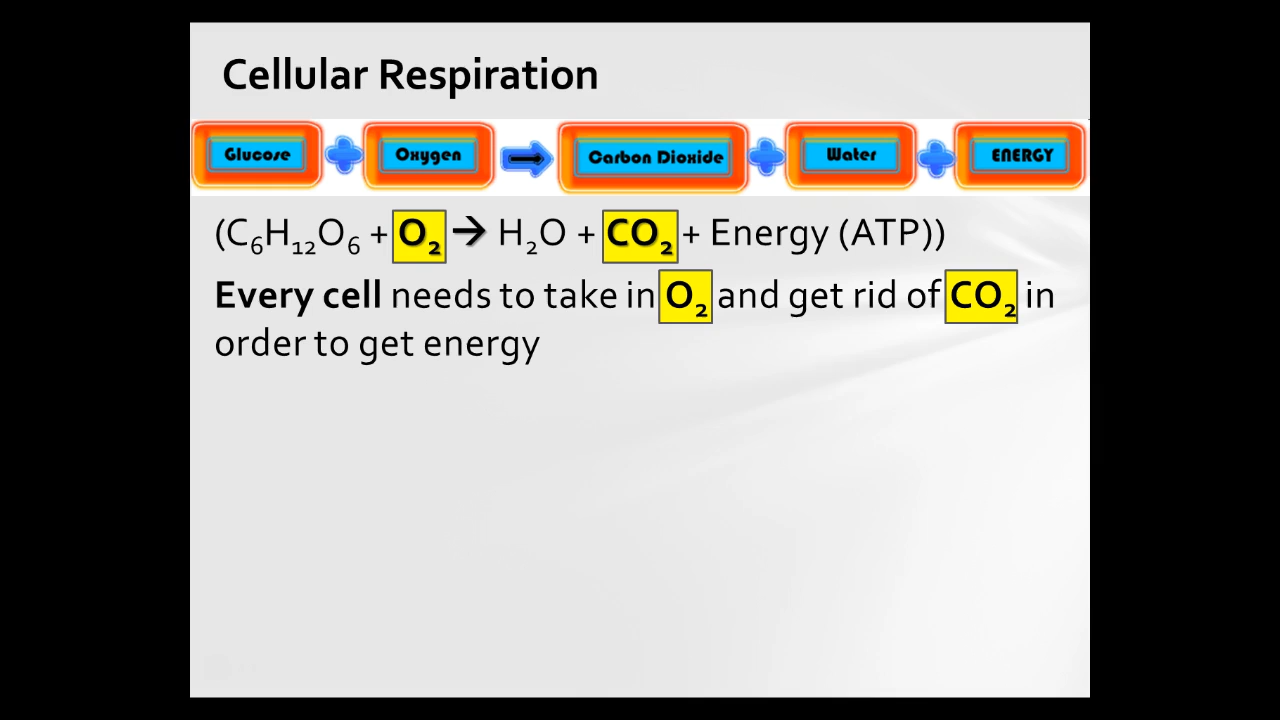 Cellular Respiration
Glucose + Oxygen → Carbon Dioxide + Water + ENERGY
(C₆H₁₂O₆ + O₂ → H₂O + CO₂ + Energy (ATP))
Every cell needs to take in O₂ and get rid of CO₂ in
order to get energy